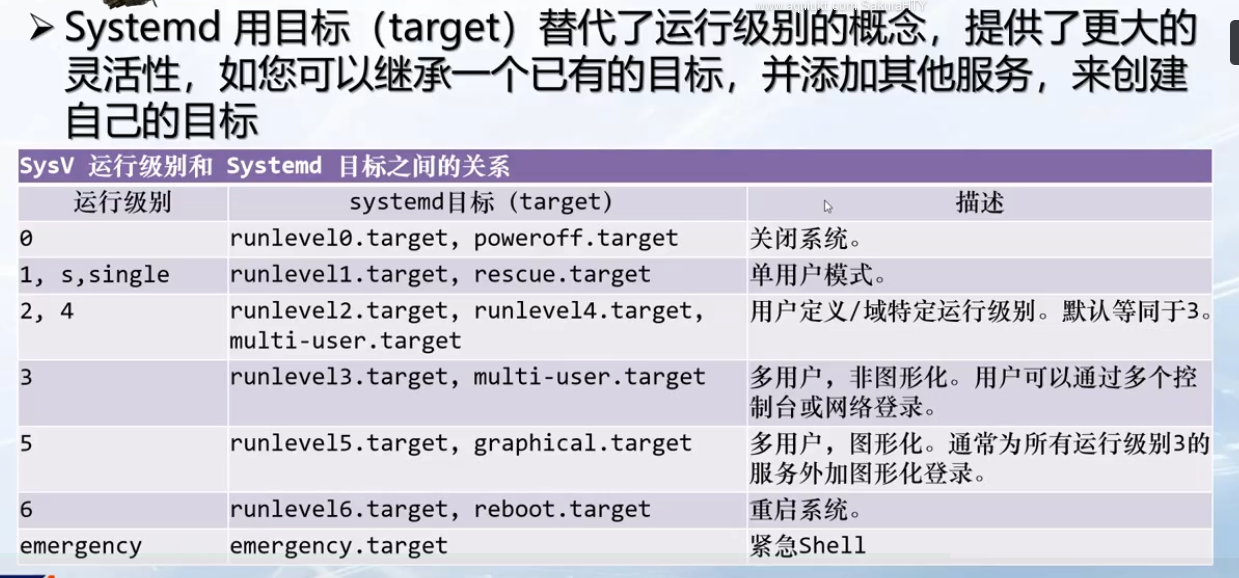 ➢ Systemd 用目标（target）替代了运行级别的概念，提供了更大的
灵活性，如您可以继承一个已有的目标，并添加其他服务，来创建
自己的目标
SysV 运行级别和 Systemd 目标之间的关系
运行级别 systemd目标（target） 描述
0 runlevel0.target, poweroff.target 关闭系统。
1, s,single runlevel1.target, rescue.target 单用户模式。
2, 4 runlevel2.target, runlevel4.target, 用户定义/域特定运行级别。默认等同于3。
multi-user.target
3 runlevel3.target, multi-user.target 多用户，非图形化。用户可以通过多个控
制台或网络登录。
5 runlevel5.target, graphical.target 多用户，图形化。通常为所有运行级别3的
服务外加图形化登录。
6 runlevel6.target, reboot.target 重启系统。
emergency emergency.target 紧急Shell